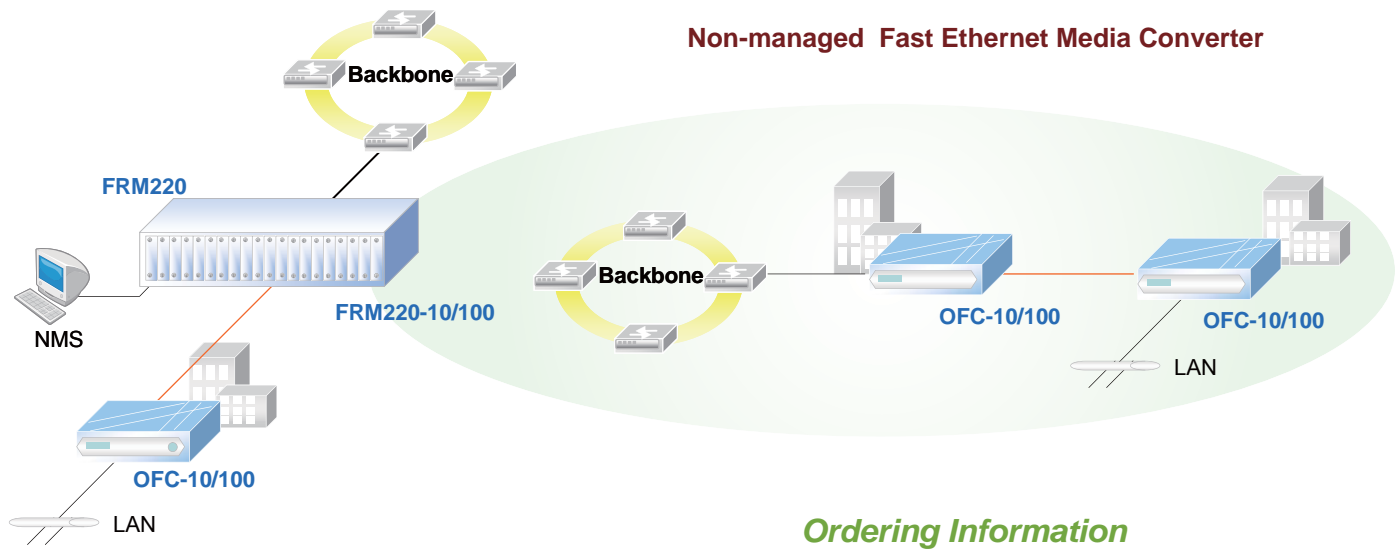 Non-managed Fast Ethernet Media Converter
Backbone
FRM220
NMS
FRM220-10/100
OFC-10/100
LAN
Backbone
OFC-10/100
OFC-10/100
LAN
Ordering Information